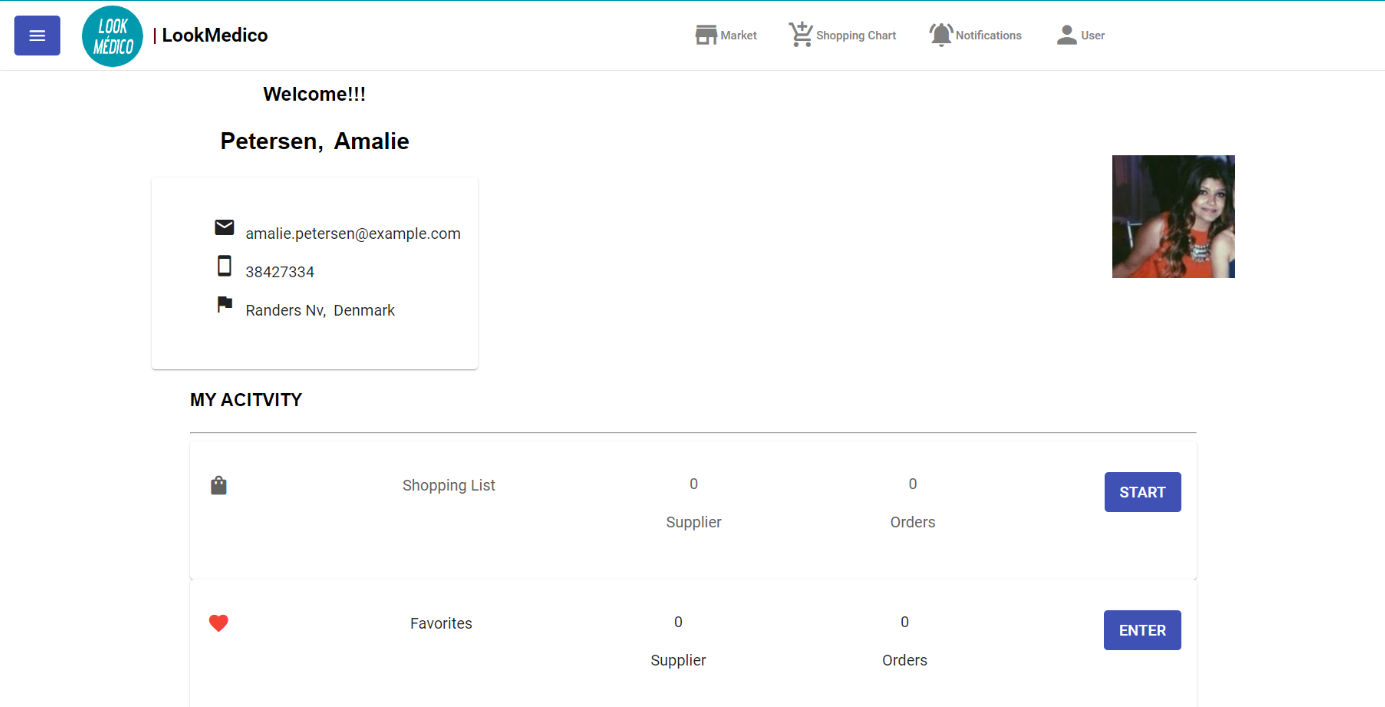 LOOK
MÉDICO
| LookMedico
Market
Shopping Chart
Notifications
User
Welcome!!!
Petersen, Amalie
amalie.petersen@example.com
38427334
Randers Nv, Denmark
MY ACITVITY
Shopping List
0
0
Supplier
Orders
START
Favorites
0
0
Supplier
Orders
ENTER